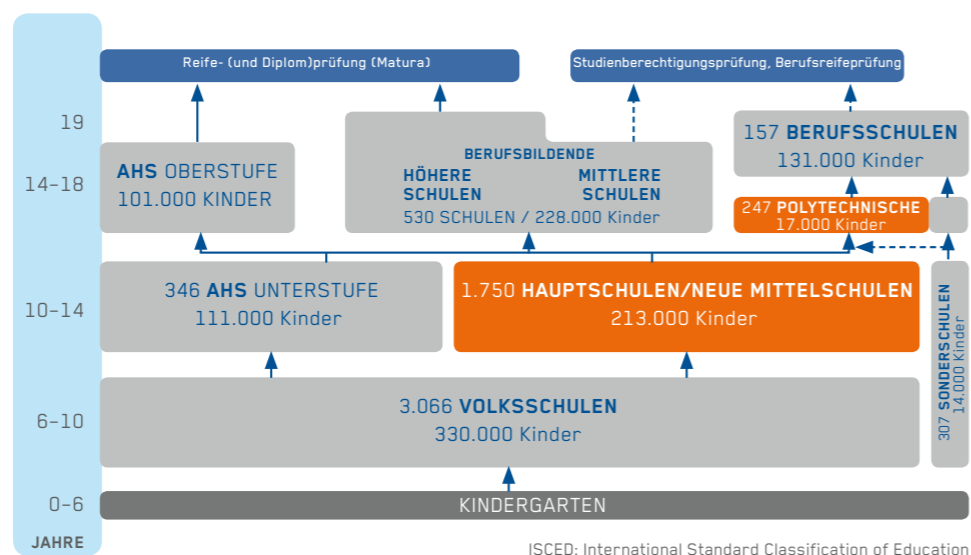 Reife- (und Diplom)prüfung (Matura)
Studienberechtigungsprüfung, Berufsreifeprüfung
19
157 BERUFSSCHULEN
131.000 Kinder
14–18
AHS OBERSTUFE
101.000 KINDER
BERUFSBILDENDE
HÖHERE
SCHULEN
MITTLERE
SCHULEN
530 SCHULEN / 228.000 Kinder
247 POLYTECHNISCHE
17.000 Kinder
10–14
346 AHS UNTERSTUFE
111.000 Kinder
1.750 HAUPTSCHULEN/NEUE MITTELSCHULEN
213.000 Kinder
307 SONDERSCHULEN
14.000 Kinder
6–10
3.066 VOLKSSCHULEN
330.000 Kinder
0–6
KINDERGARTEN
JAHRE
ISCED: International Standard Classification of Education